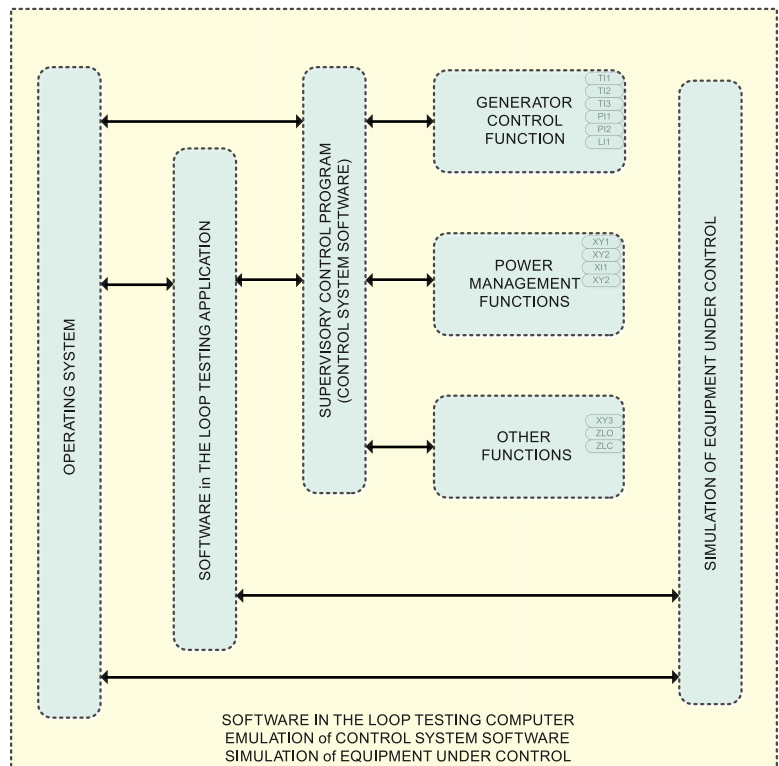 OPERATING SYSTEM
SOFTWARE in THE LOOP TESTING APPLICATION
SUPERVISORY CONTROL PROGRAM
(CONTROL SYSTEM SOFTWARE)
GENERATOR
CONTROL
FUNCTION
TI1
TI2
TI3
PI1
PI2
LI1
POWER
MANAGEMENT
FUNCTIONS
XY1
XY2
XI1
XY2
OTHER
FUNCTIONS
XY3
ZLO
ZLC
SIMULATION OF EQUIPMENT UNDER CONTROL
SOFTWARE IN THE LOOP TESTING COMPUTER
EMULATION of CONTROL SYSTEM SOFTWARE
SIMULATION of EQUIPMENT UNDER CONTROL